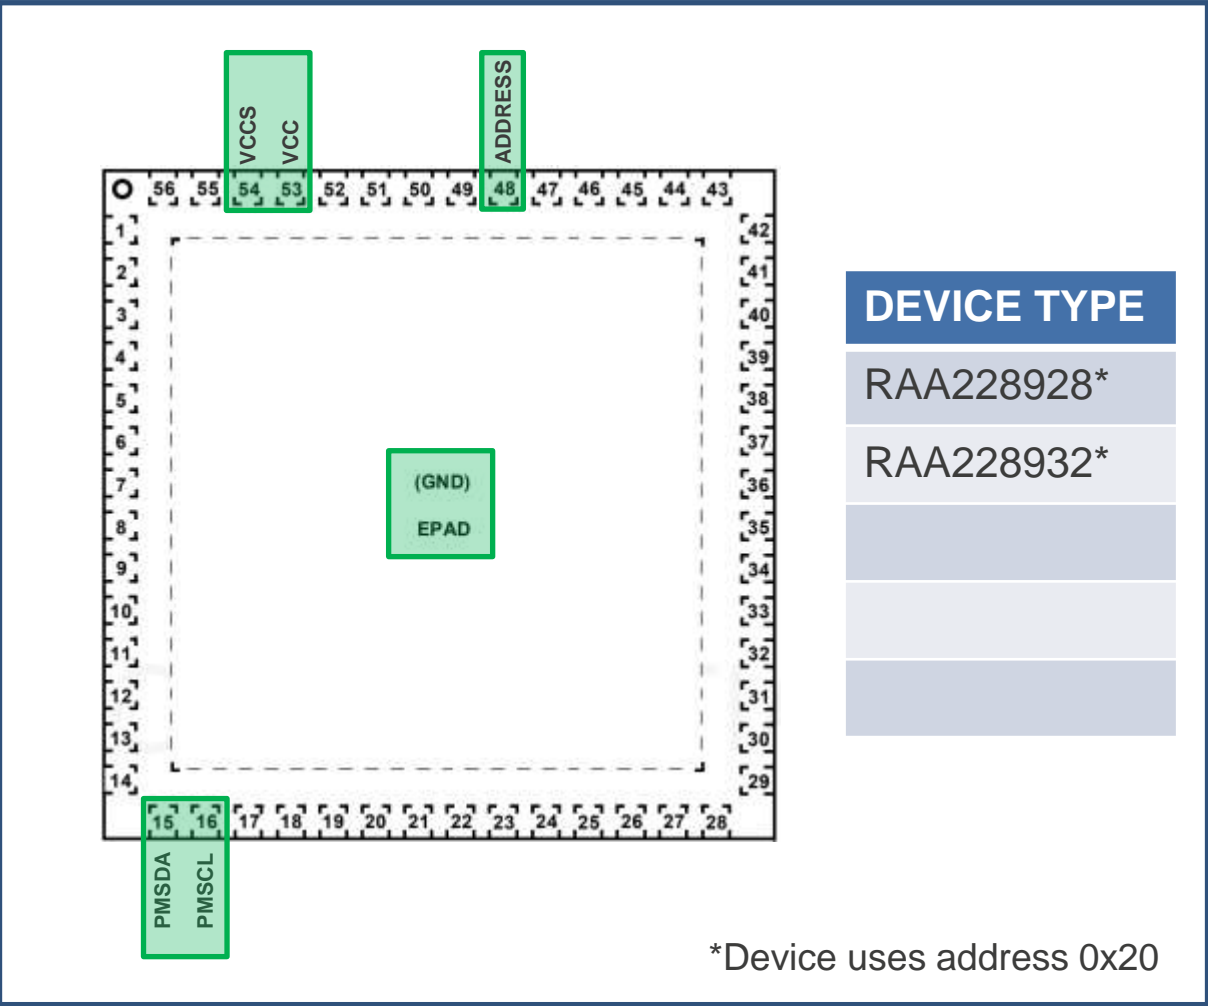 VCCS
VCC
ADDRESS
56 55 54 53 52 51 50 49 48 47 46 45 44 43
1
2
3
4
5
6
7
8
9
10
11
12
13
14
42
41
40
39
38
37
36
35
34
33
32
31
30
29
(GND)
EPAD
15 16 17 18 19 20 21 22 23 24 25 26 27 28
PMSDA
PMSCL
DEVICE TYPE
RAA228928*
RAA228932*
*Device uses address 0x20